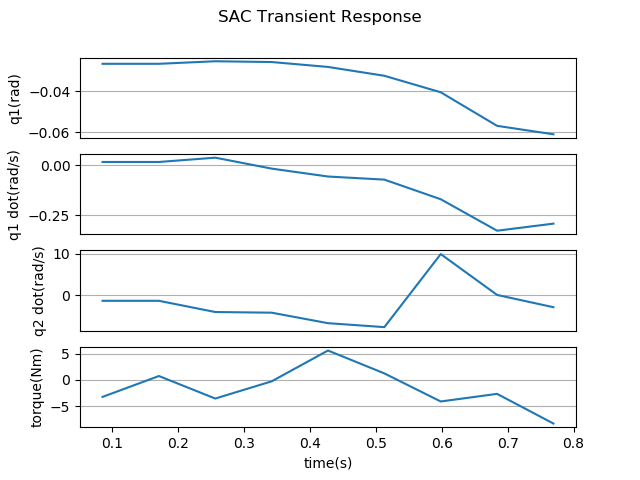 SAC Transient Response
q1(rad)
−0.04
−0.06
q1 dot(rad/s)
0.00
−0.25
q2 dot(rad/s)
10
0
torque(Nm)
5
0
−5
0.1 0.2 0.3 0.4 0.5 0.6 0.7 0.8
time(s)